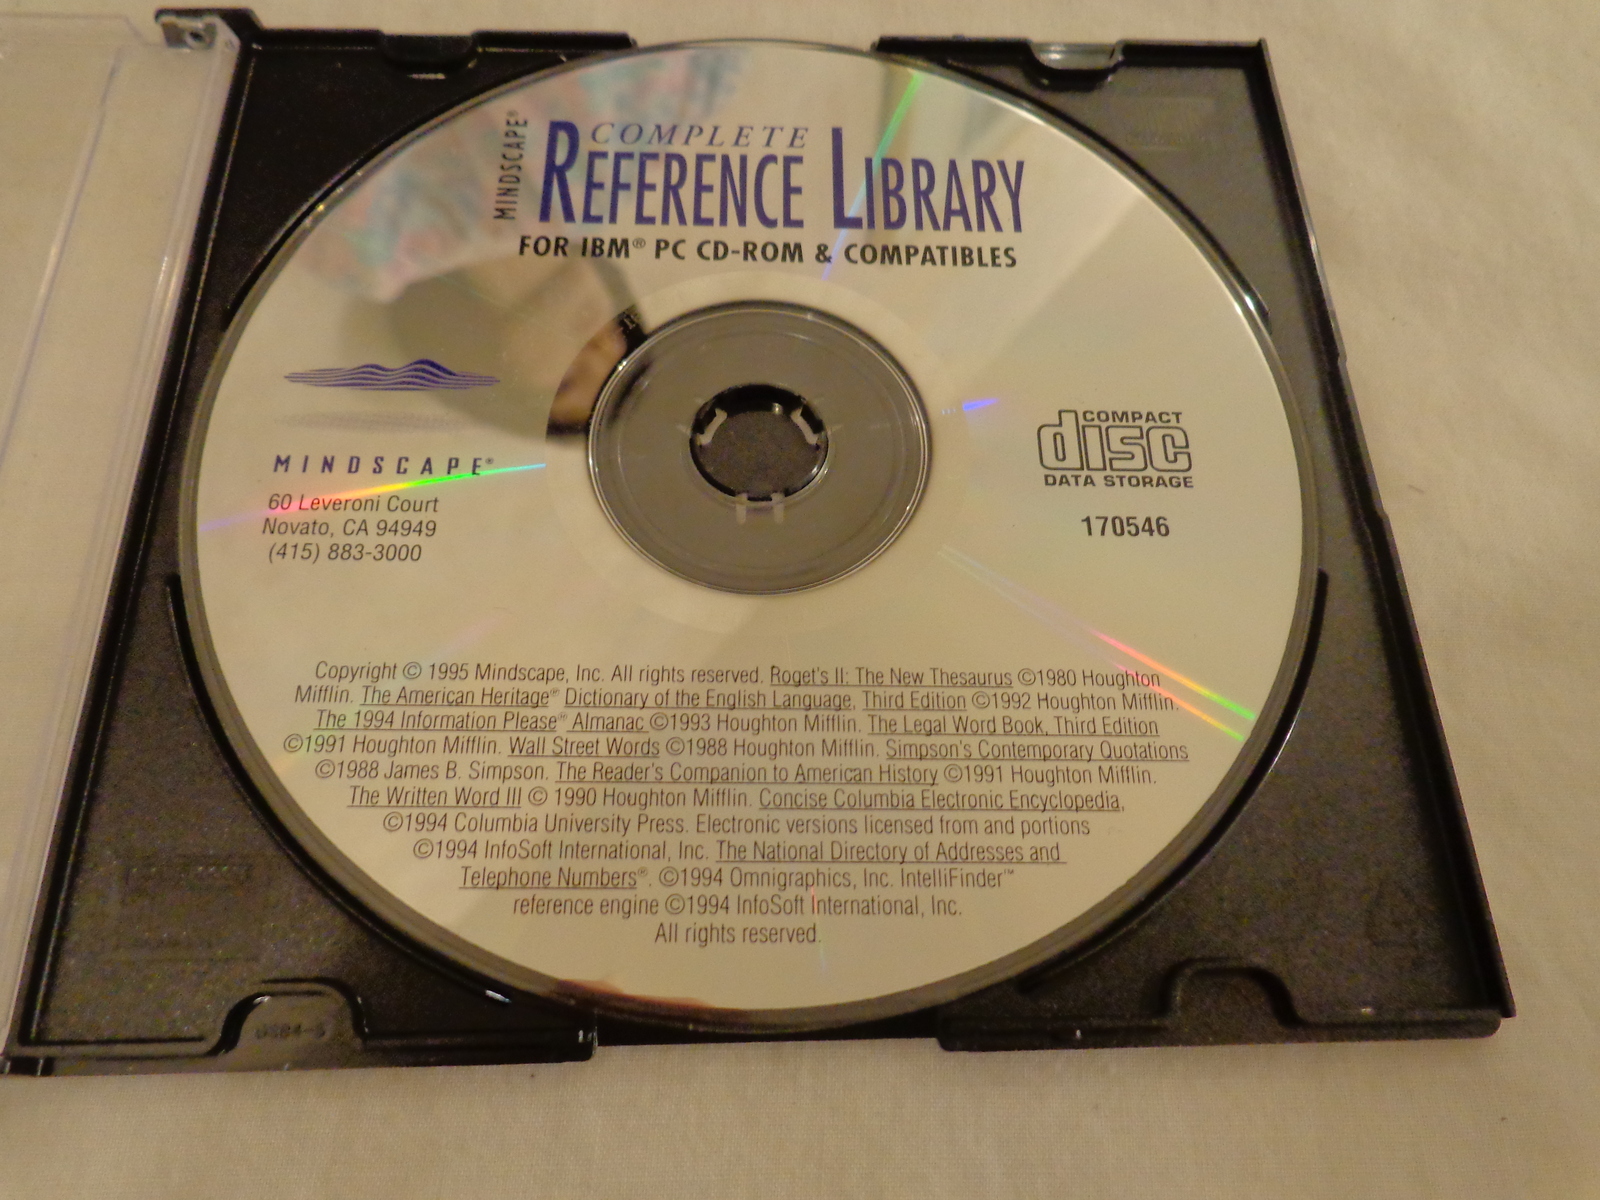 MINDSCAPE®
COMPLETE
REFERENCE LIBRARY
FOR IBM® PC CD-ROM & COMPATIBLES
MINDSCAPE®
60 Leveroni Court
Novato, CA 94949
(415) 883-3000
COMPACT
disc
DATA STORAGE
170546
Copyright © 1995 Mindscape, Inc. All rights reserved. Roget's II: The New Thesaurus ©1980 Houghton
Mifflin. The American Heritage® Dictionary of the English Language, Third Edition ©1992 Houghton Mifflin.
The 1994 Information Please® Almanac ©1993 Houghton Mifflin. The Legal Word Book, Third Edition
©1991 Houghton Mifflin. Wall Street Words ©1988 Houghton Mifflin. Simpson's Contemporary Quotations
©1988 James B. Simpson. The Reader's Companion to American History ©1991 Houghton Mifflin.
The Written Word III © 1990 Houghton Mifflin. Concise Columbia Electronic Encyclopedia,
©1994 Columbia University Press. Electronic versions licensed from and portions
©1994 InfoSoft International, Inc. The National Directory of Addresses and
Telephone Numbers®. ©1994 Omnigraphics, Inc. IntelliFinder™
reference engine ©1994 InfoSoft International, Inc.
All rights reserved.